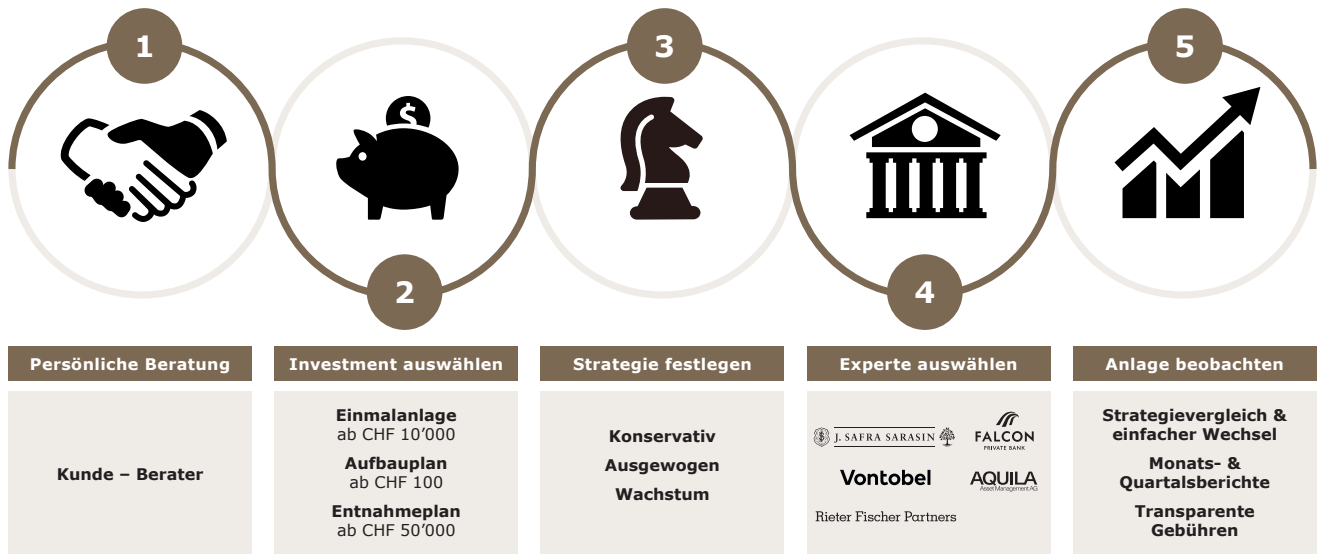 1
2
3
4
5
$
Persönliche Beratung
Kunde – Berater
Investment auswählen
Einmalanlage
ab CHF 10’000
Aufbauplan
ab CHF 100
Entnahmeplan
ab CHF 50’000
Strategie festlegen
Konservativ
Ausgewogen
Wachstum
Experte auswählen
J. SAFRA SARASIN
FALCON
PRIVATE BANK
Vontobel
AQUILA
Asset Management AG
Rieter Fischer Partners
Anlage beobachten
Strategievergleich &
einfacher Wechsel
Monats- &
Quartalsberichte
Transparente
Gebühren